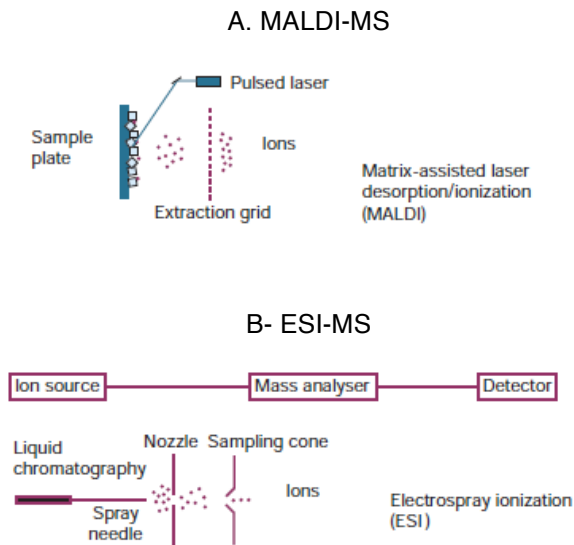 A. MALDI-MS
Pulsed laser
Sample
plate
Ions
Matrix-assisted laser
desorption/ionization
(MALDI)
Extraction grid
B- ESI-MS
Ion source
Mass analyser
Detector
Liquid
chromatography
Nozzle
Sampling cone
Ions
Spray
needle
Electrospray ionization
(ESI)